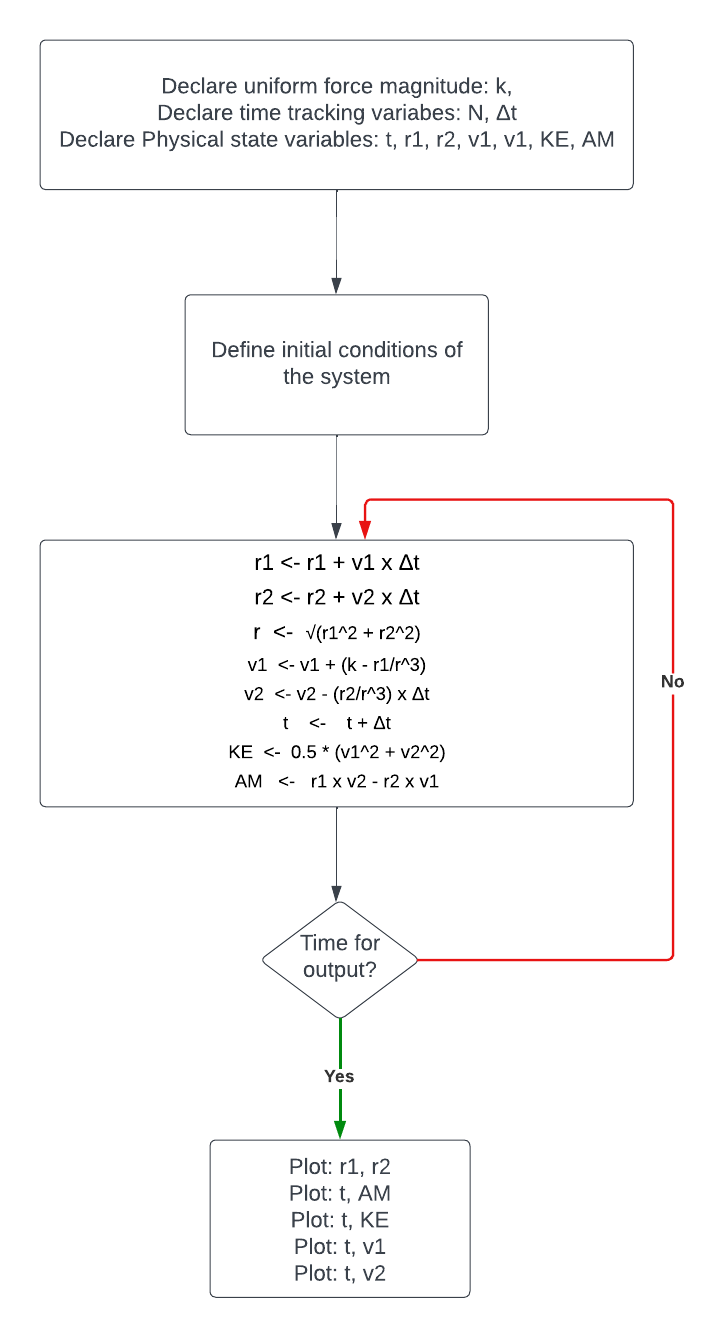 Declare uniform force magnitude: k,
Declare time tracking variabes: N, Δt
Declare Physical state variables: t, r1, r2, v1, v1, KE, AM
Define initial conditions of
the system
r1 <- r1 + v1 x Δt
r2 <- r2 + v2 x Δt
r <- √(r1^2 + r2^2)
v1 <- v1 + (k - r1/r^3)
v2 <- v2 - (r2/r^3) x Δt
t <- t + Δt
KE <- 0.5 * (v1^2 + v2^2)
AM <- r1 x v2 - r2 x v1
No
Time for
output?
Yes
Plot: r1, r2
Plot: t, AM
Plot: t, KE
Plot: t, v1
Plot: t, v2